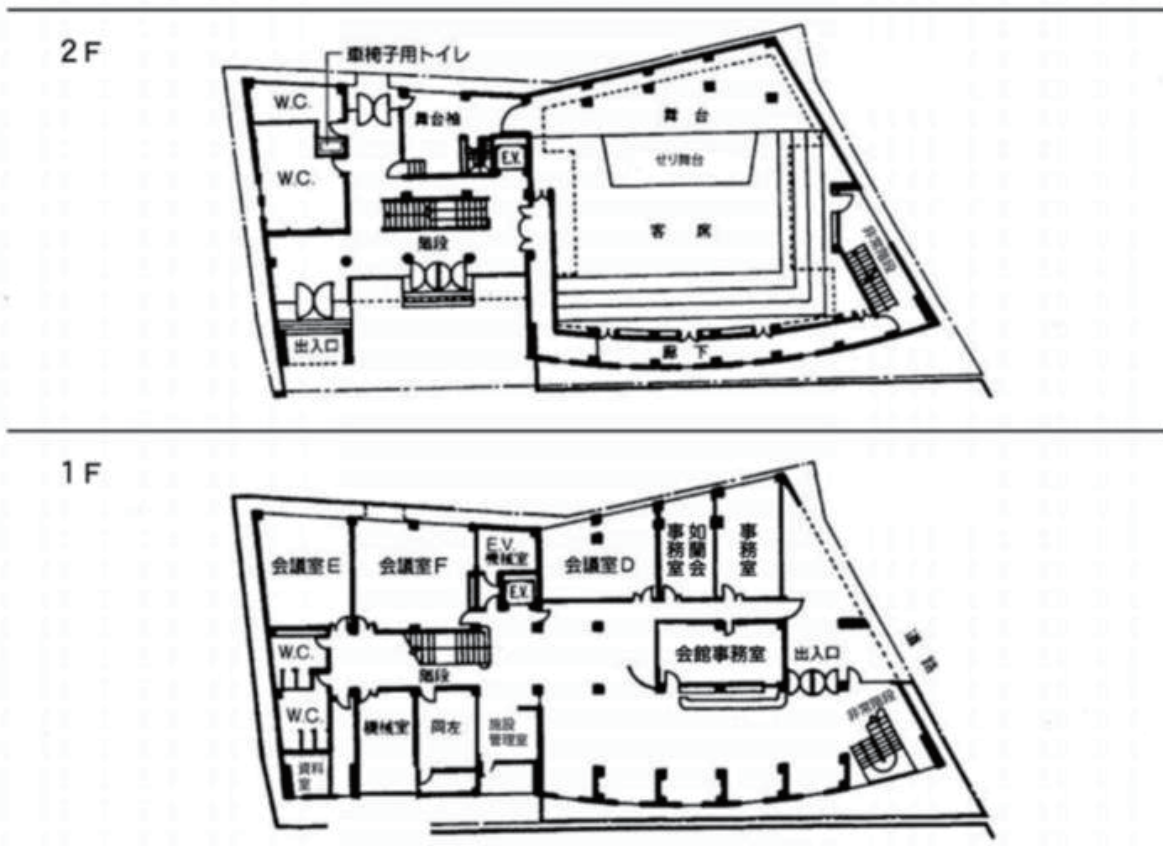 2F
車椅子用トイレ
W.C.
舞台袖
舞台
E.V.
せり舞台
W.C.
客席
階段
非常階段
出入口
廊下
1F
会議室E
会議室F
E.V.
機械室
E.V.
会議室D
如蘭会
事務室
事務室
W.C.
階段
会館事務室
出入口
道路
W.C.
機械室
同左
施設
管理室
非常階段
資料
室